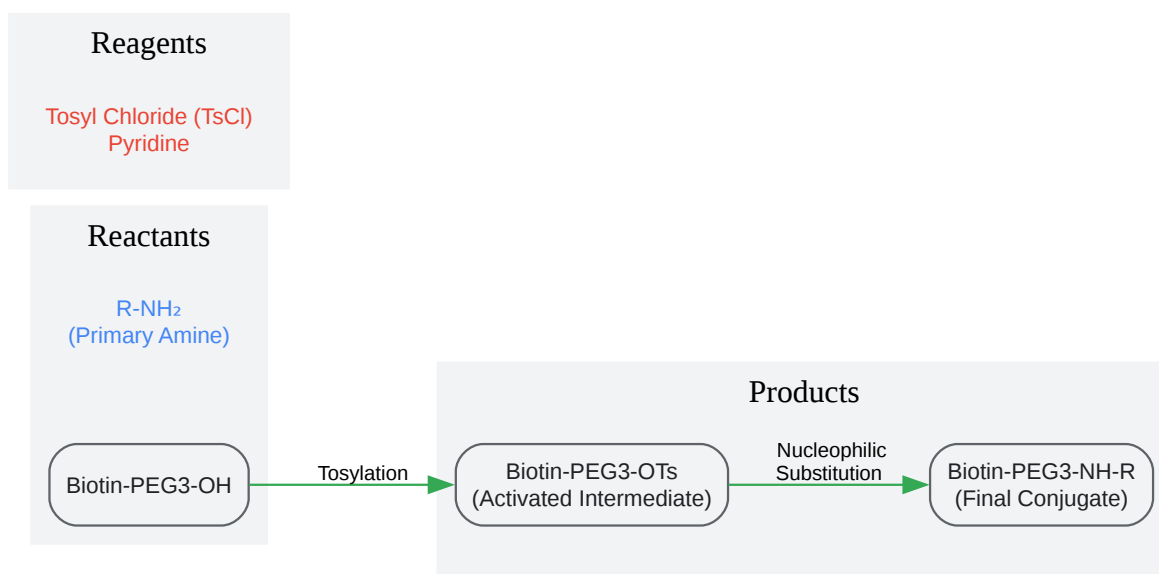 Reagents
Tosyl Chloride (TsCl)
Pyridine
Reactants
R-NH₂
(Primary Amine)
Biotin-PEG3-OH
Tosylation
Products
Biotin-PEG3-OTs
(Activated Intermediate)
Nucleophilic
Substitution
Biotin-PEG3-NH-R
(Final Conjugate)